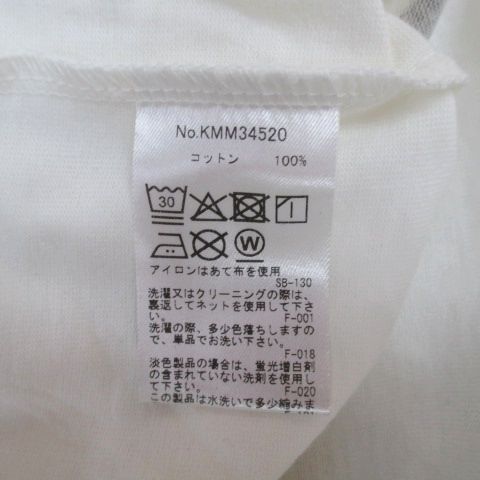 No.KMM34520
コットン 100%
30
W
アイロンはあて布を使用
SB-130
洗濯又はクリーニングの際は、
裏返してネットを使用して下さ
い。
F-001
洗濯の際、多少色落ちしますの
で、単品でお洗い下さい。
F-018
淡色製品の場合は、蛍光増白剤
の含まれていない洗剤を使用し
て下さい。
F-020
この製品は水洗いで多少縮みま